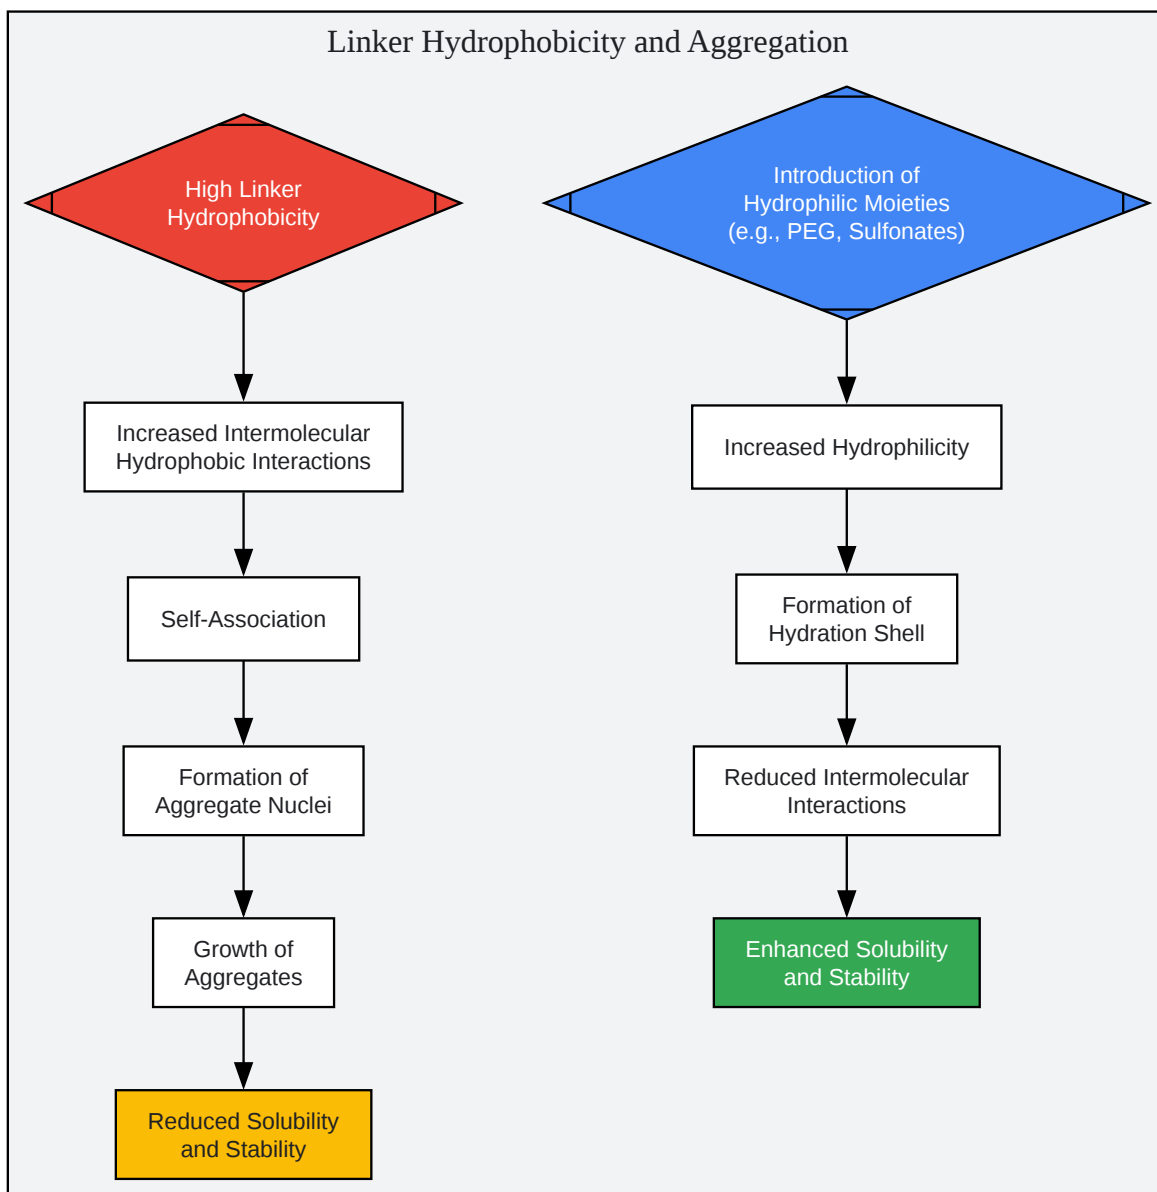 Linker Hydrophobicity and Aggregation
High Linker
Hydrophobicity
Increased Intermolecular
Hydrophobic Interactions
Self-Association
Formation of
Aggregate Nuclei
Growth of
Aggregates
Reduced Solubility
and Stability
Introduction of
Hydrophilic Moieties
(e.g., PEG, Sulfonates)
Increased Hydrophilicity
Formation of
Hydration Shell
Reduced Intermolecular
Interactions
Enhanced Solubility
and Stability